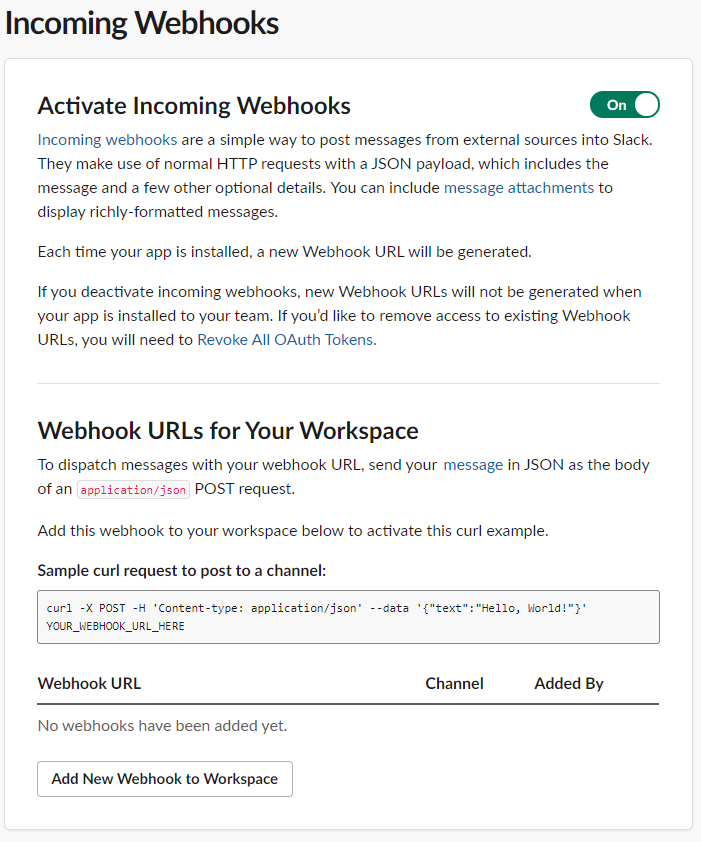 Incoming Webhooks
Activate Incoming Webhooks
On
Incoming webhooks are a simple way to post messages from external sources into Slack.
They make use of normal HTTP requests with a JSON payload, which includes the
message and a few other optional details. You can include message attachments to
display richly-formatted messages.
Each time your app is installed, a new Webhook URL will be generated.
If you deactivate incoming webhooks, new Webhook URLs will not be generated when
your app is installed to your team. If you’d like to remove access to existing Webhook
URLs, you will need to Revoke All OAuth Tokens.
Webhook URLs for Your Workspace
To dispatch messages with your webhook URL, send your message in JSON as the body
of an application/json POST request.
Add this webhook to your workspace below to activate this curl example.
Sample curl request to post to a channel:
curl -X POST -H 'Content-type: application/json' --data '{"text":"Hello, World!"}'
YOUR_WEBHOOK_URL_HERE
Webhook URL Channel Added By
No webhooks have been added yet.
Add New Webhook to Workspace